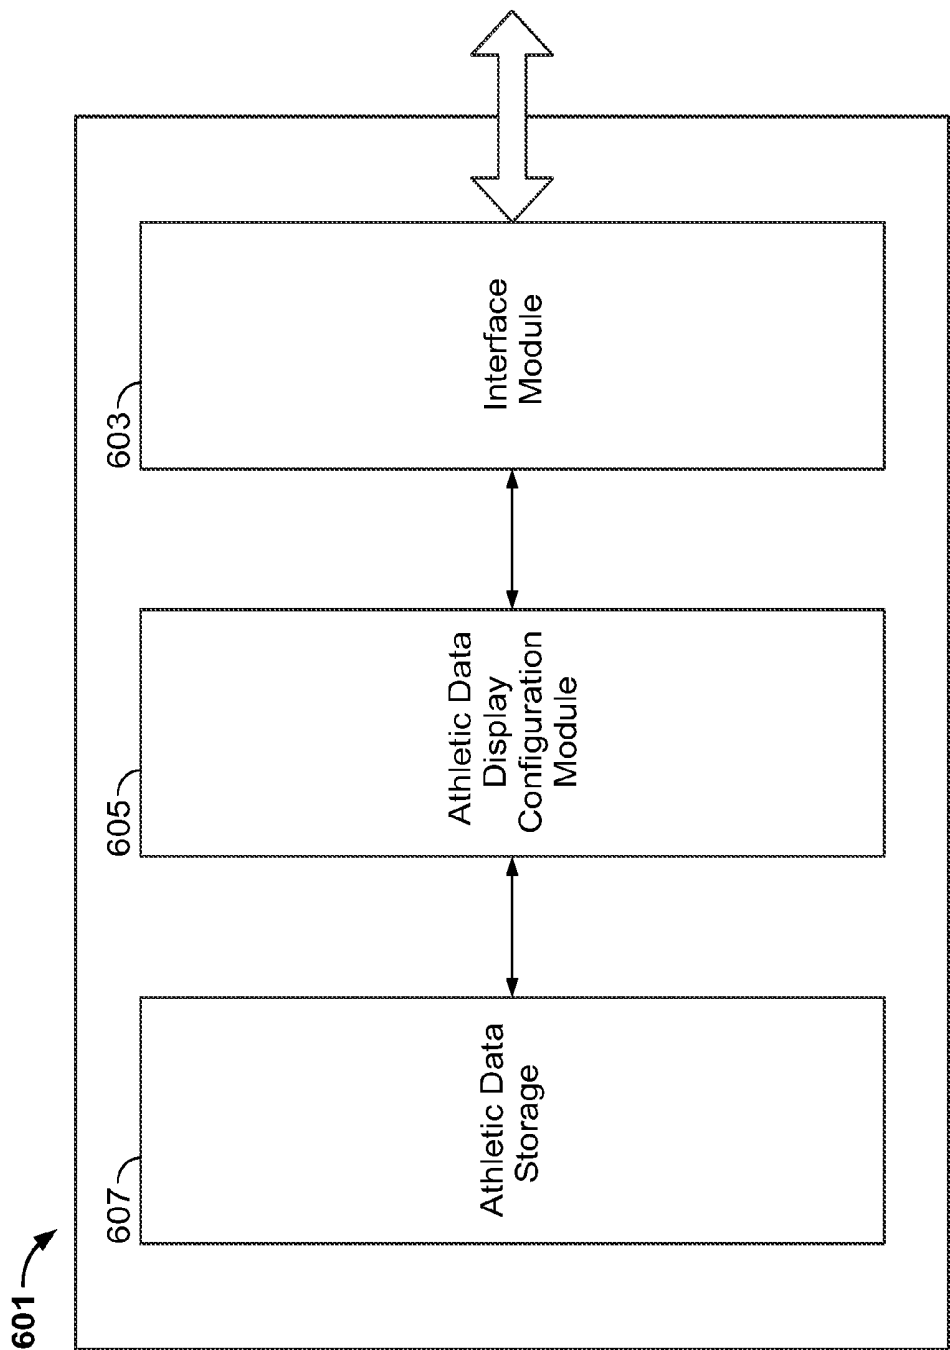 601
607
Athletic Data
Storage
605
Athletic Data
Display
Configuration
Module
603
Interface
Module